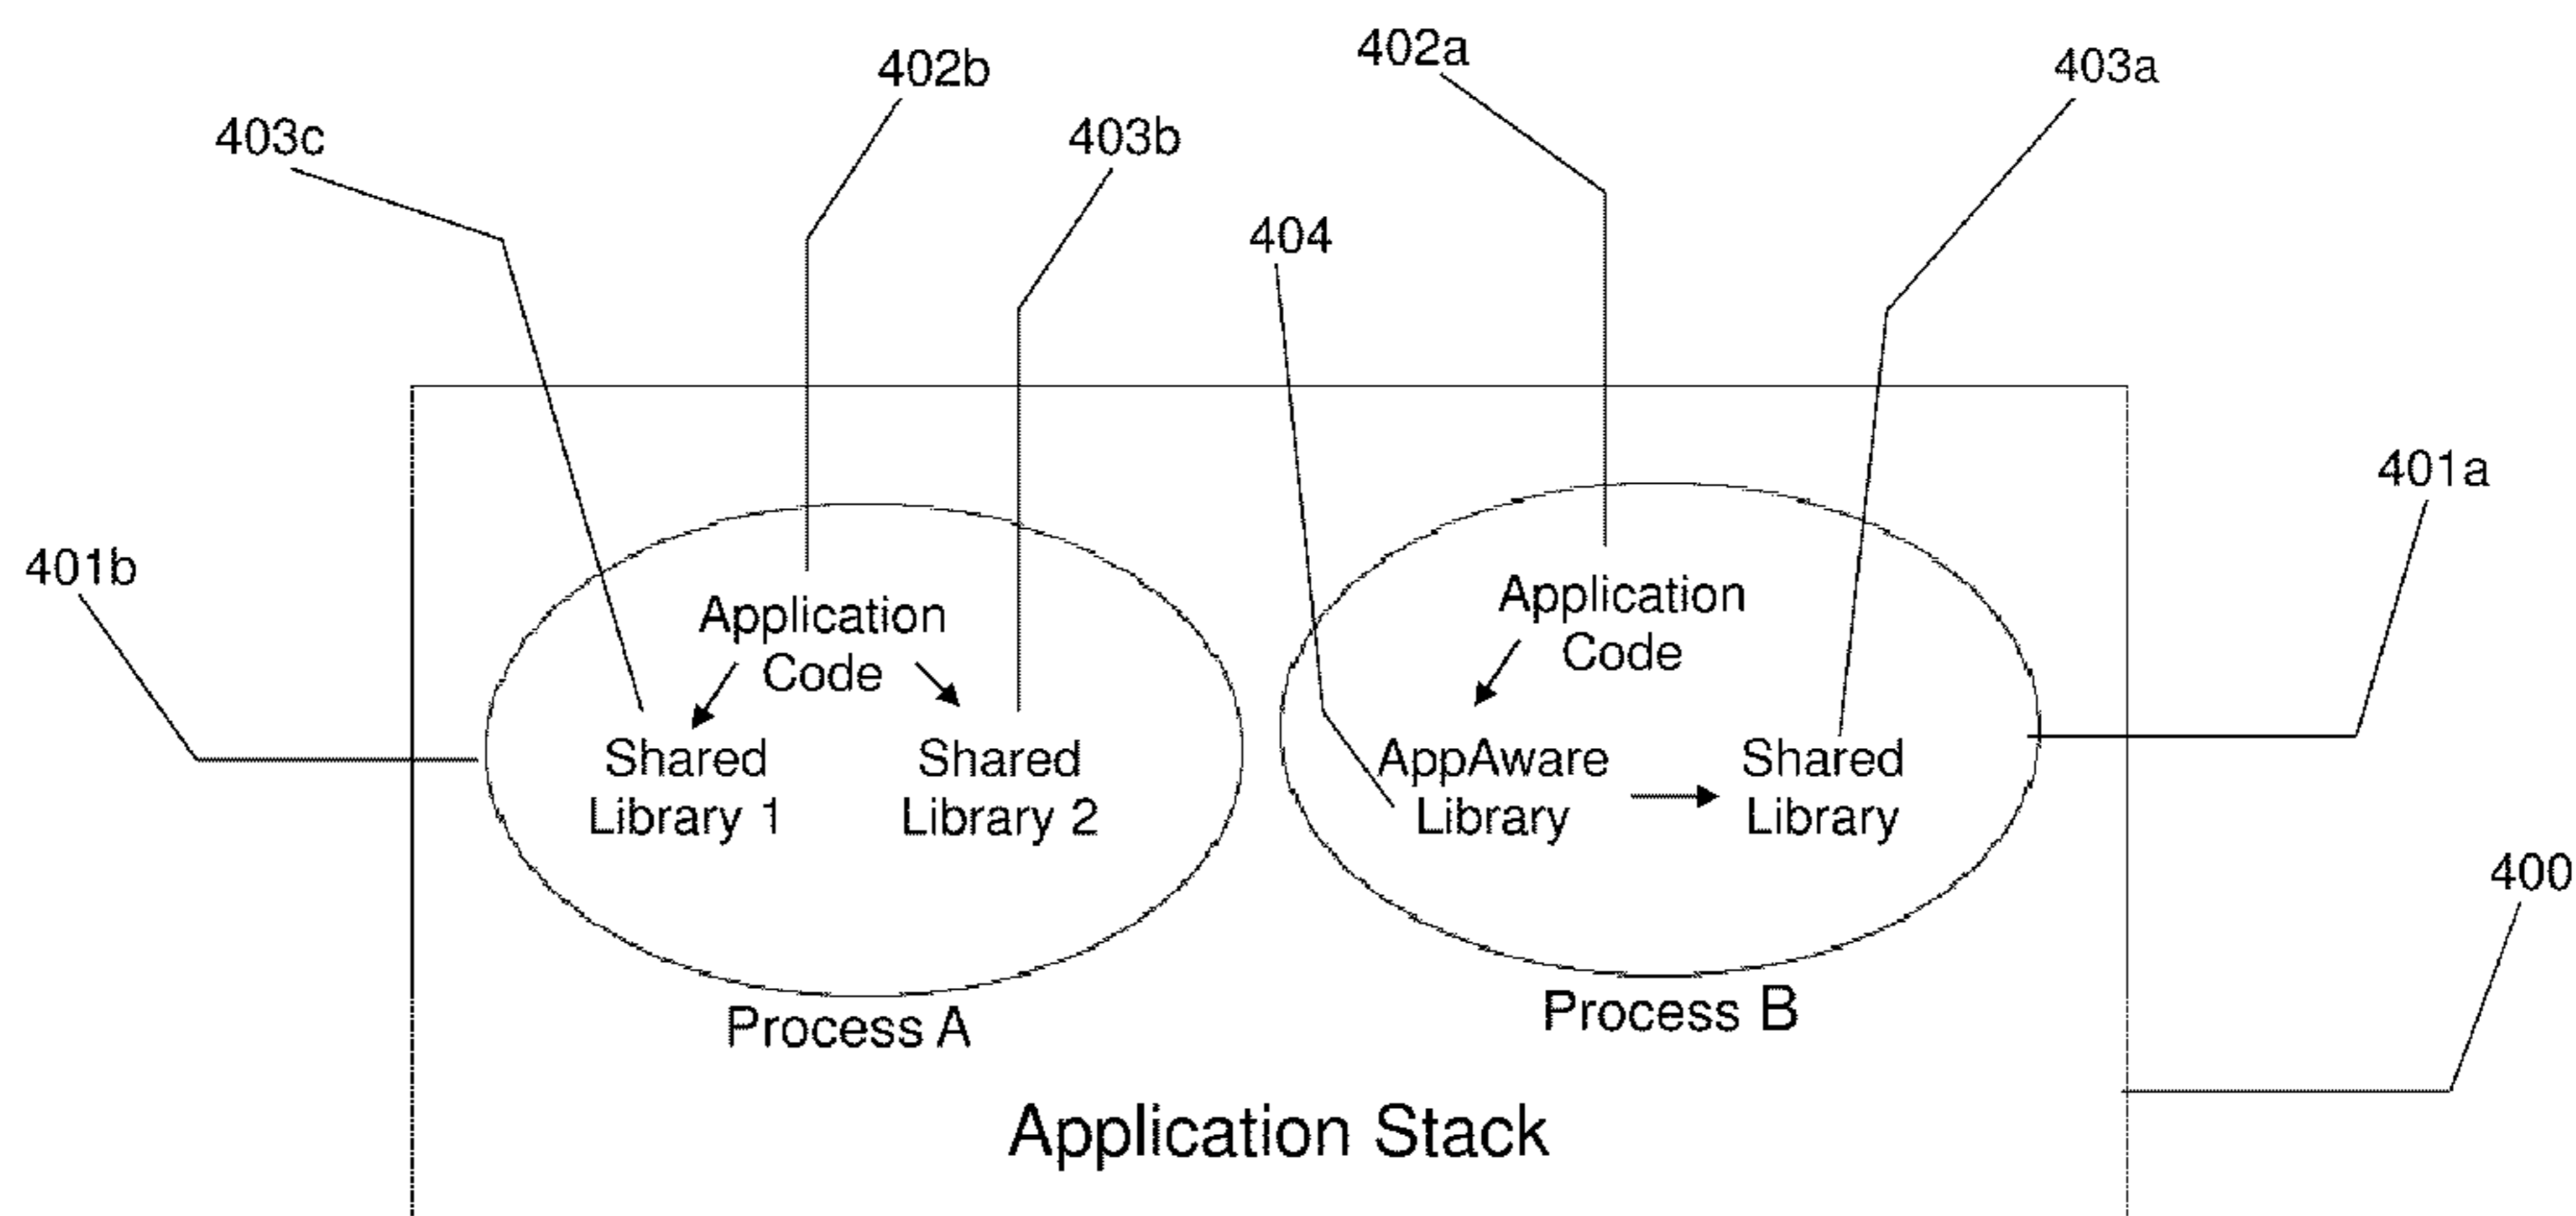 402a
402b
403a
403c
403b
404
401a
401b
Application
Code
Shared
Library 1
Shared
Library 2
Process A
Application
Code
AppAware
Library
Shared
Library
Process B
400
Application Stack